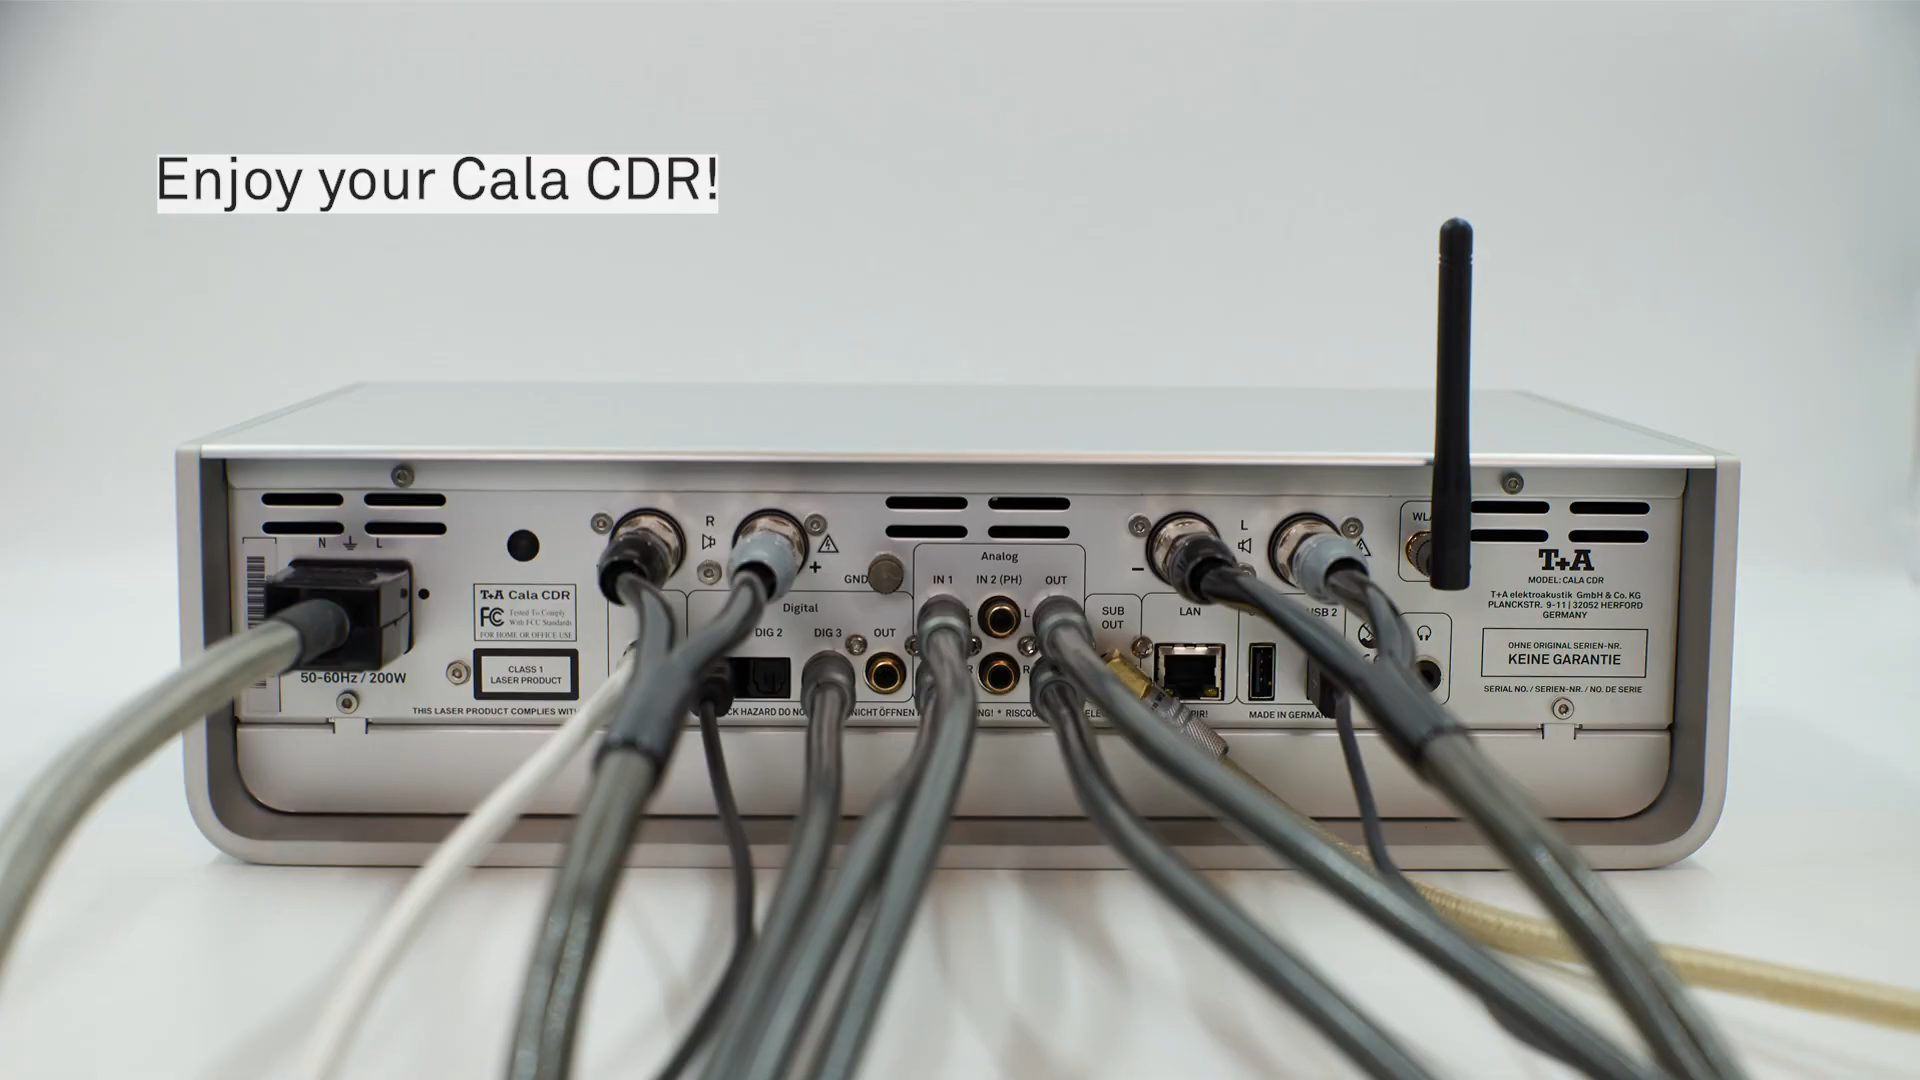 Enjoy your Cala CDR!
N L
50-60Hz / 200W
T+A Cala CDR
FC Tested To Comply
With FCC Standards
FOR HOME OR OFFICE USE
CLASS 1
LASER PRODUCT
THIS LASER PRODUCT COMPLIES WITH
R
+
GND
Digital
DIG 2
DIG 3
OUT
Analog
IN 1
IN 2 (PH)
OUT
L
R
SUB
OUT
LAN
L
−
USB 2
NICHT ÖFFNEN
MADE IN GERMANY
T+A
MODEL: CALA CDR
T+A elektroakustik GmbH & Co. KG
PLANCKSTR. 9-11 | 32052 HERFORD
GERMANY
OHNE ORIGINAL SERIEN-NR.
KEINE GARANTIE
SERIAL NO. / SERIEN-NR. / NO. DE SERIE